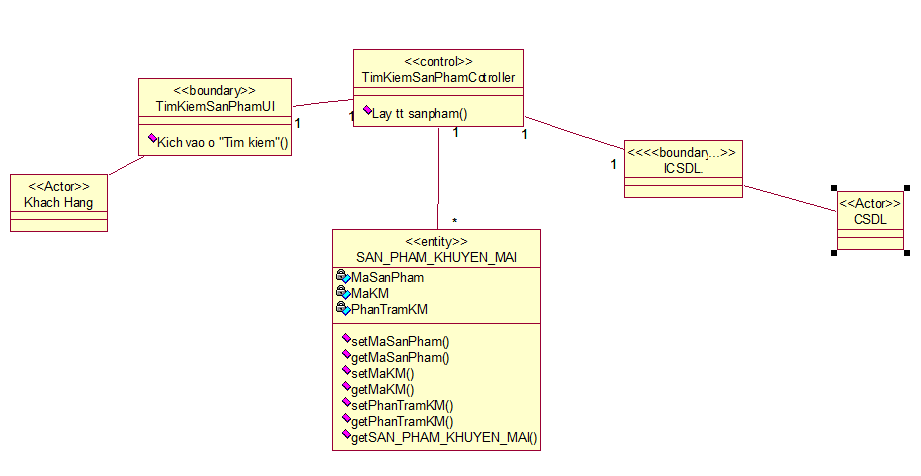 <<control>>
TimKiemSanPhamCotroller
Lay tt sanpham()
<<boundary>>
TimKiemSanPhamUI
Kich vao o "Tim kiem"()
1
1
1
1
1
*
<<Actor>>
Khach Hang
<<<<boundary...>>
ICSDL.
<<Actor>>
CSDL
<<entity>>
SAN_PHAM_KHUYEN_MAI
MaSanPham
MaKM
PhanTramKM
setMaSanPham()
getMaSanPham()
setMaKM()
getMaKM()
setPhanTramKM()
getPhanTramKM()
getSAN_PHAM_KHUYEN_MAI()